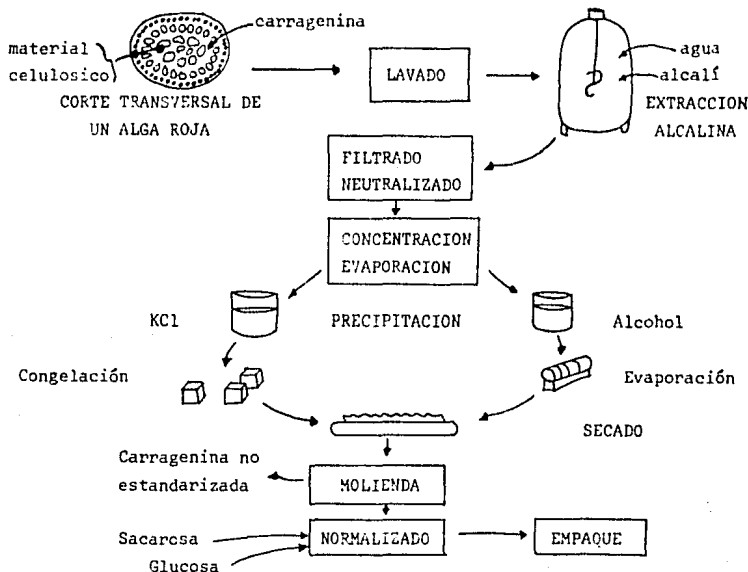 carragenina
material
celulosico
CORTE TRANSVERSAL DE
UN ALGA ROJA
LAVADO
agua
alcalí
EXTRACCION
ALCALINA
FILTRADO
NEUTRALIZADO
CONCENTRACION
EVAPORACION
KCl
PRECIPITACION
Alcohol
Congelación
Evaporación
SECADO
Carragenina no
estandarizada
MOLIENDA
Sacarosa
Glucosa
NORMALIZADO
EMPAQUE